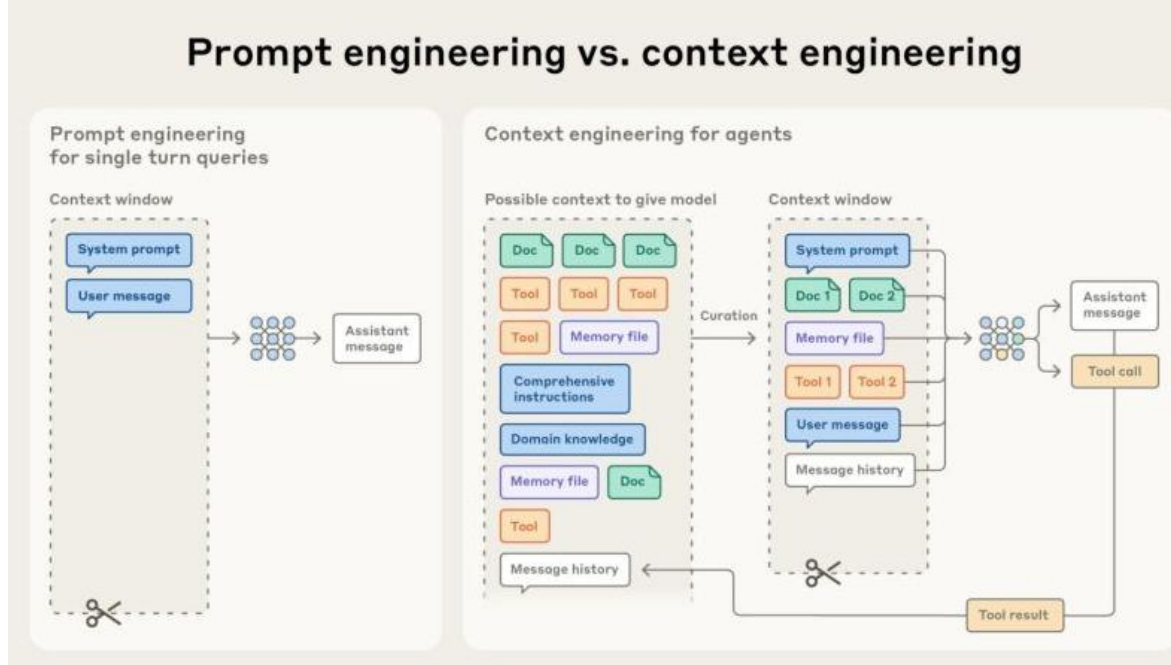 Prompt engineering vs. context engineering
Prompt engineering
for single turn queries
Context window
System prompt
User message
Assistant
message
Context engineering for agents
Possible context to give model
Doc Doc Doc
Tool Tool Tool
Tool Memory file
Comprehensive
instructions
Domain knowledge
Memory file Doc
Tool
Message history
Curation
Context window
System prompt
Doc 1 Doc 2
Memory file
Tool 1 Tool 2
User message
Message history
Assistant
message
Tool call
Tool result